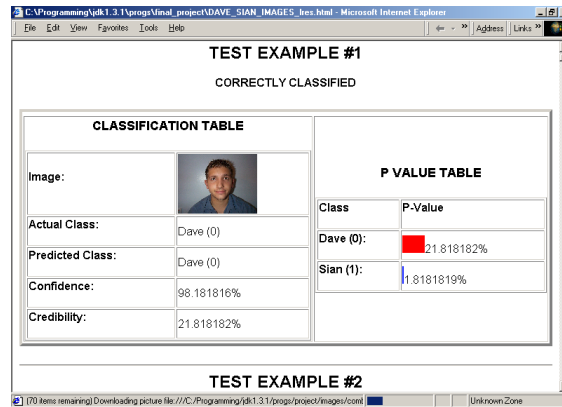 C:\Programming\jdk1.3.1\progs\final_project\DAVE_SIAN_IMAGES_lres.html - Microsoft Internet Explorer
File Edit View Favorites Tools Help
Address Links
TEST EXAMPLE #1
CORRECTLY CLASSIFIED
CLASSIFICATION TABLE
Image:
Actual Class: Dave (0)
Predicted Class: Dave (0)
Confidence: 98.181816%
Credibility: 21.818182%
P VALUE TABLE
Class P-Value
Dave (0): 21.818182%
Sian (1): 1.8181819%
TEST EXAMPLE #2
(70 items remaining) Downloading picture file:///C:/Programming/jdk1.3.1/progs/project/images/coml
Unknown Zone